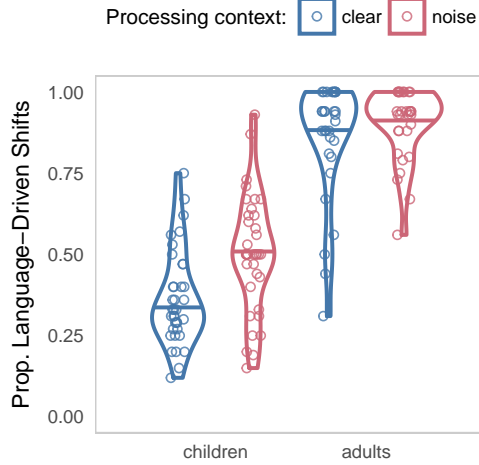 Processing context: clear noise
Prop. Language−Driven Shifts
1.00
0.75
0.50
0.25
0.00
children adults